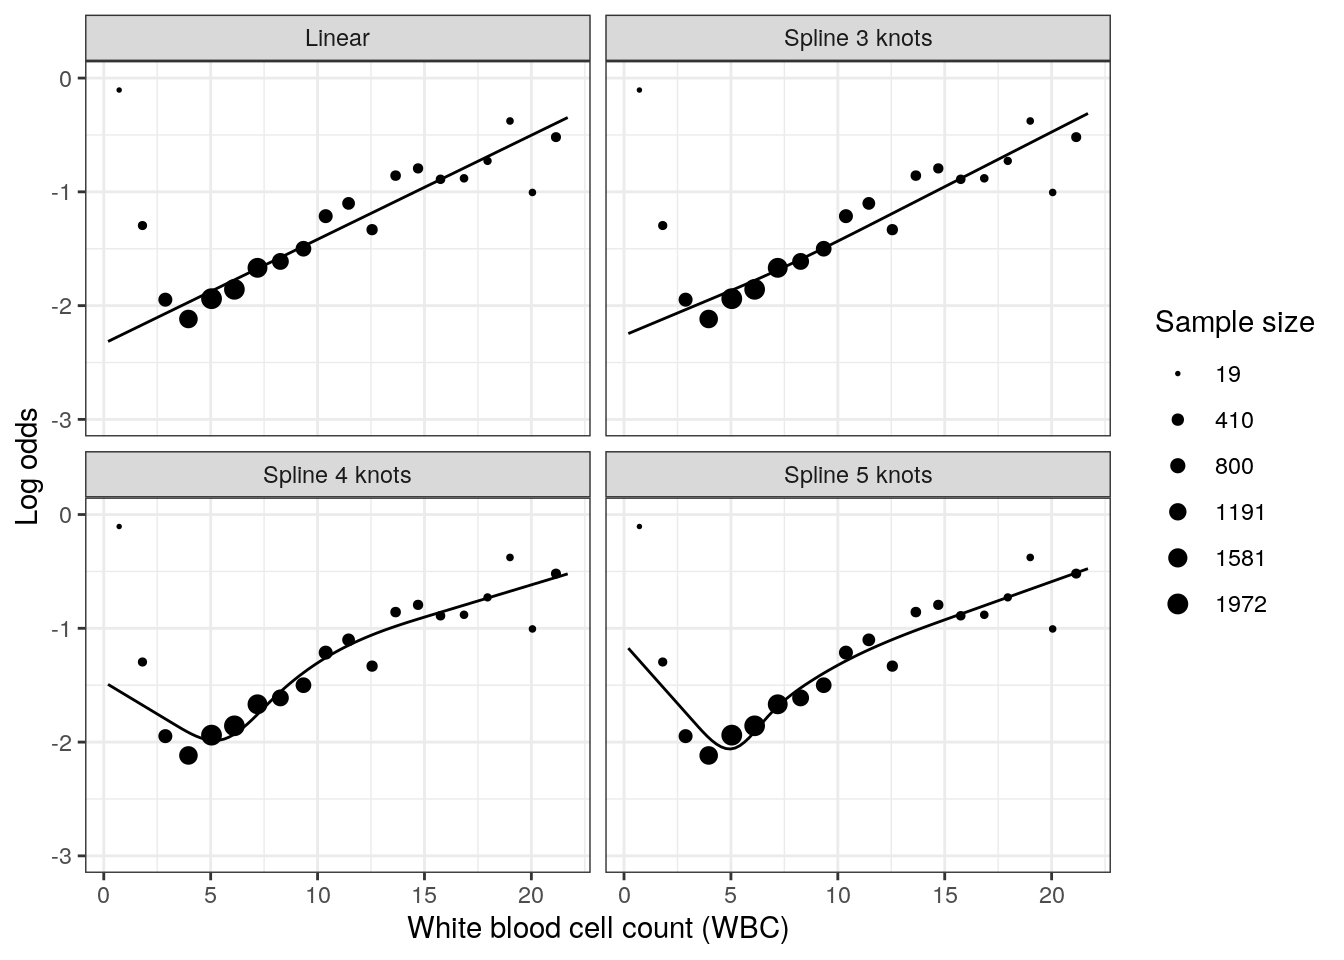 Linear
Spline 3 knots
0
-1
-2
-3
Spline 4 knots
Spline 5 knots
0
-1
-2
-3
0 5 10 15 20
0 5 10 15 20
White blood cell count (WBC)
Log odds
Sample size
19
410
800
1191
1581
1972